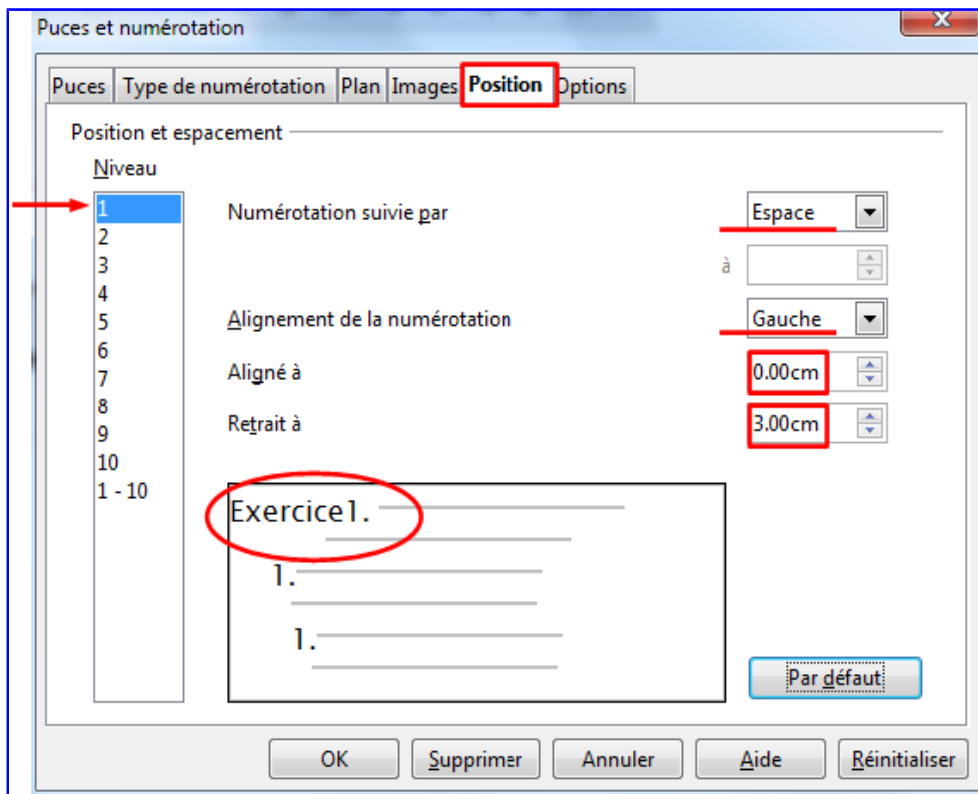 Puces et numérotation
X
Puces Type de numérotation Plan Images Position Options
Position et espacement
Niveau
1
2
3
4
5
6
7
8
9
10
1 - 10
Numérotation suivie par Espace
à
Alignement de la numérotation Gauche
Aligné à 0.00cm
Retrait à 3.00cm
Exercice1.
1.
1.
Par défaut
OK Supprimer Annuler Aide Réinitialiser